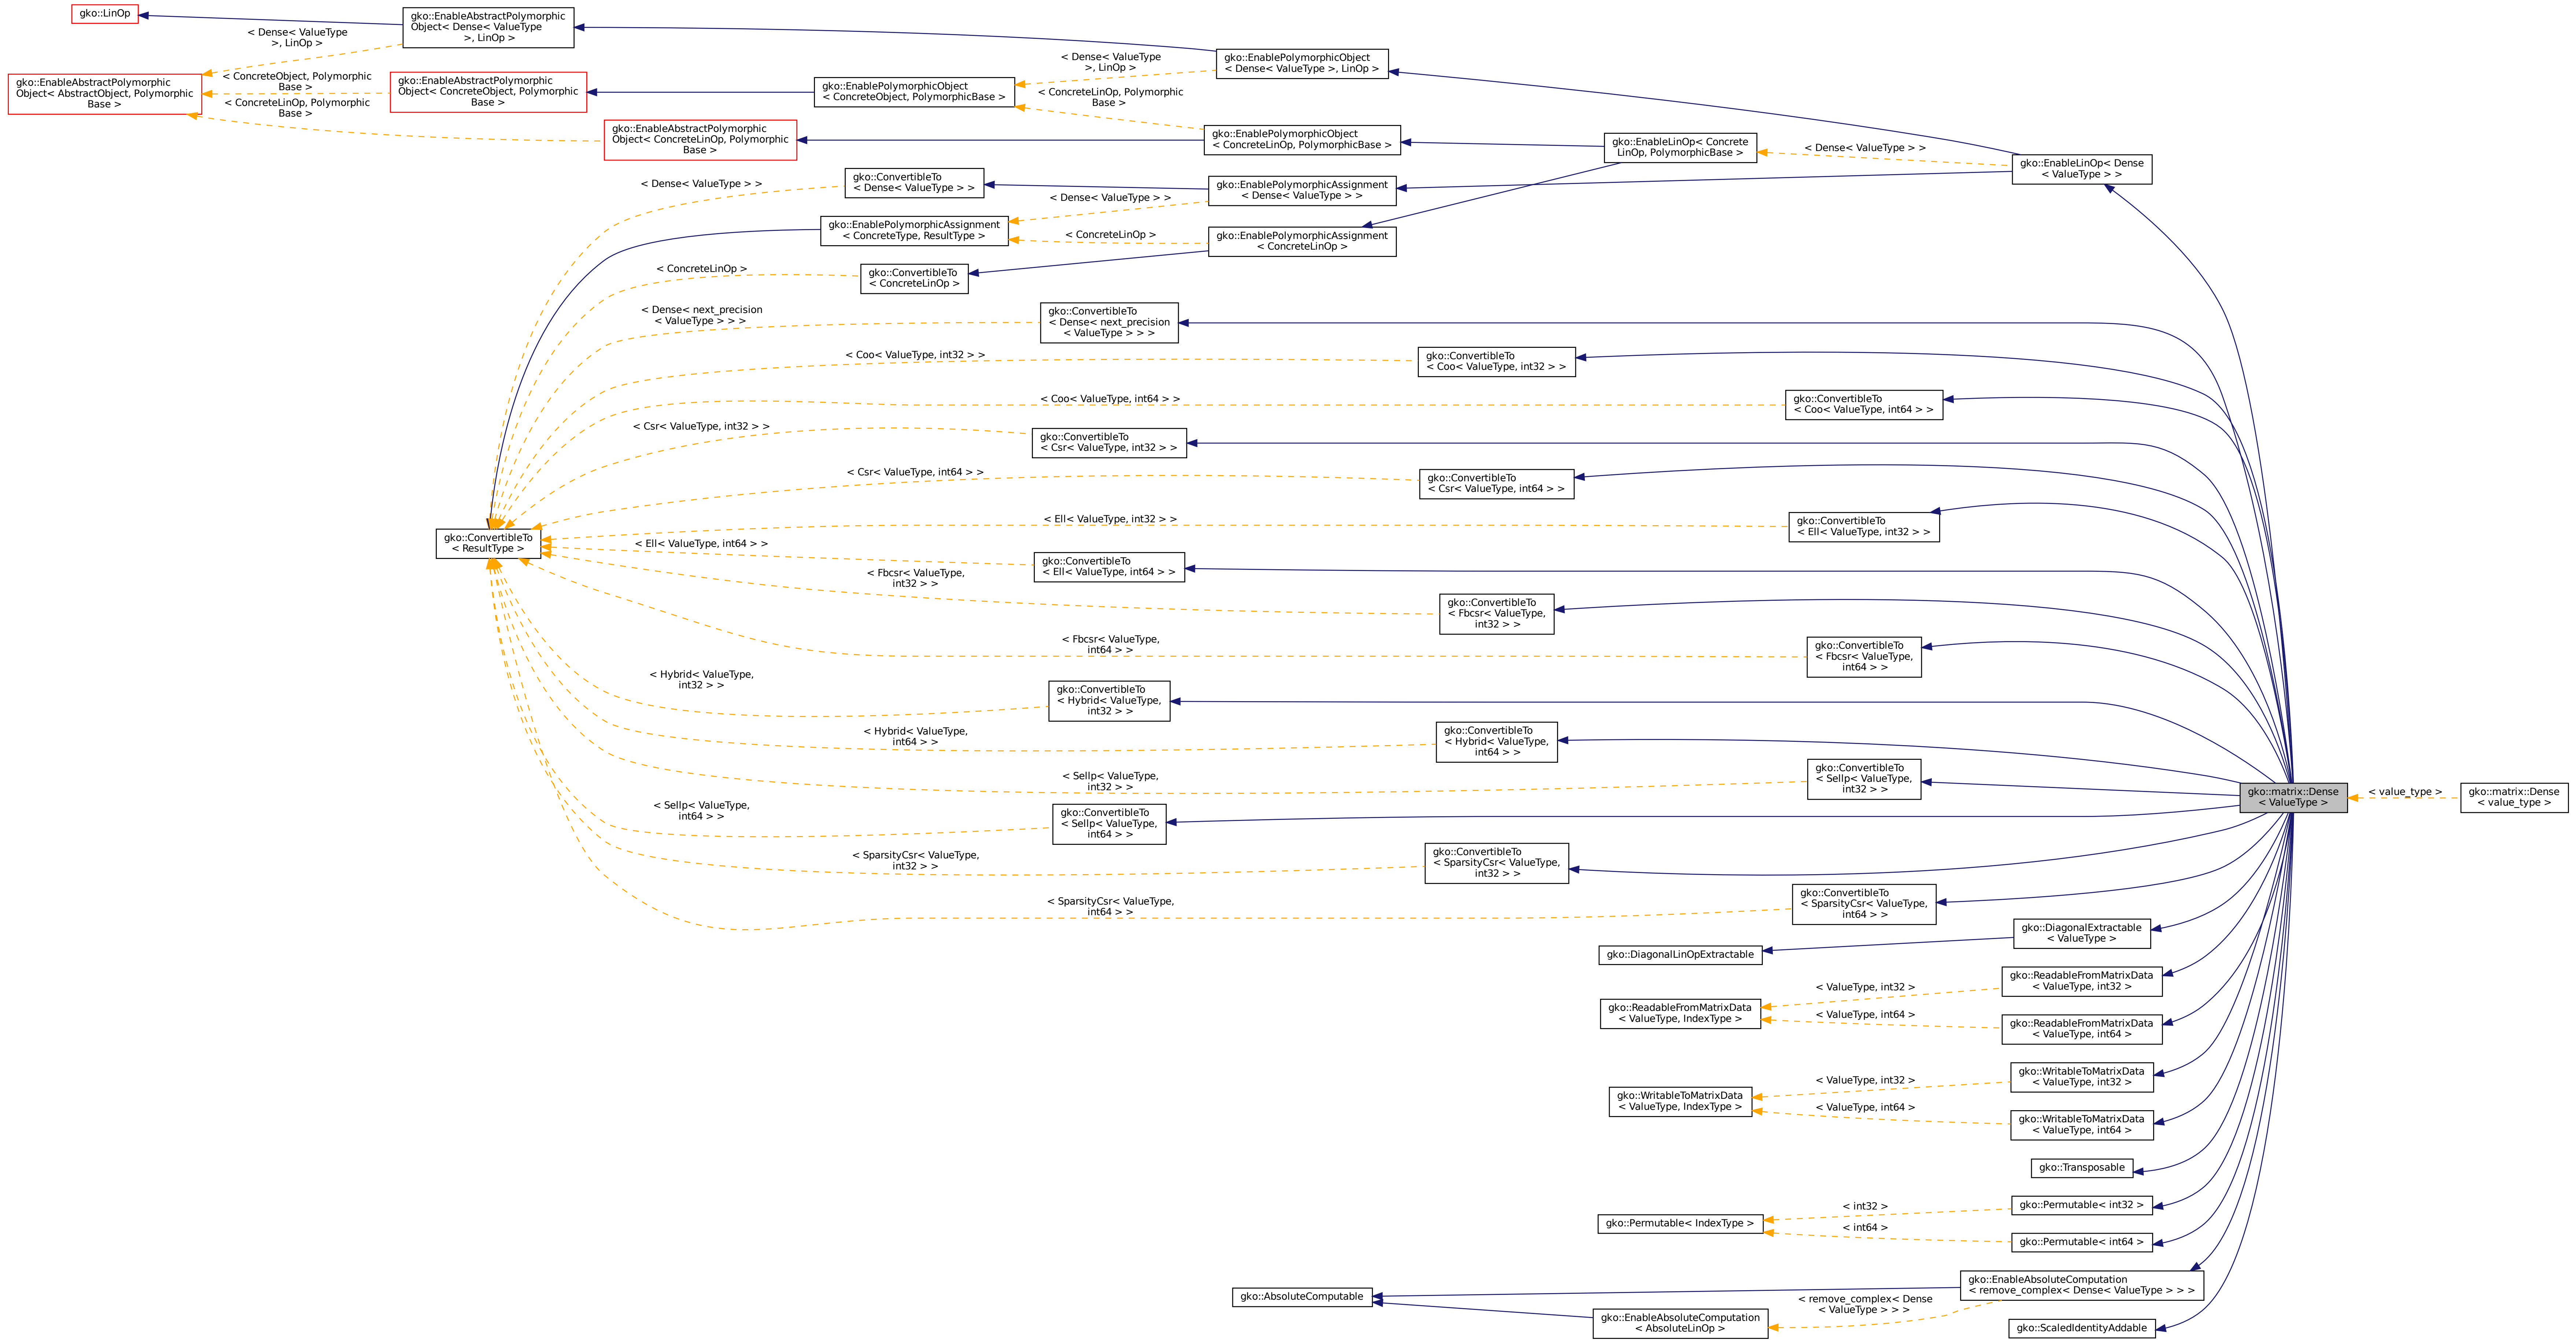 gko::LinOp
gko::EnableAbstractPolymorphic
Object< Dense< ValueType
>, LinOp >
< Dense< ValueType
>, LinOp >
gko::EnableAbstractPolymorphic
Object< AbstractObject, Polymorphic
Base >
< ConcreteObject, Polymorphic
Base >
< ConcreteLinOp, Polymorphic
Base >
gko::EnableAbstractPolymorphic
Object< ConcreteObject, Polymorphic
Base >
gko::EnablePolymorphicObject
< ConcreteObject, PolymorphicBase >
< Dense< ValueType
>, LinOp >
< ConcreteLinOp, Polymorphic
Base >
gko::EnablePolymorphicObject
< Dense< ValueType >, LinOp >
gko::EnableAbstractPolymorphic
Object< ConcreteLinOp, Polymorphic
Base >
gko::EnablePolymorphicObject
< ConcreteLinOp, PolymorphicBase >
gko::EnableLinOp< Concrete
LinOp, PolymorphicBase >
< Dense< ValueType > >
gko::EnableLinOp< Dense
< ValueType > >
< Dense< ValueType > >
gko::ConvertibleTo
< Dense< ValueType > >
gko::EnablePolymorphicAssignment
< Dense< ValueType > >
< Dense< ValueType > >
gko::EnablePolymorphicAssignment
< ConcreteType, ResultType >
< ConcreteLinOp >
gko::EnablePolymorphicAssignment
< ConcreteLinOp >
< ConcreteLinOp >
gko::ConvertibleTo
< ConcreteLinOp >
< Dense< next_precision
< ValueType > > >
gko::ConvertibleTo
< Dense< next_precision
< ValueType > > >
< Coo< ValueType, int32 > >
gko::ConvertibleTo
< Coo< ValueType, int32 > >
< Coo< ValueType, int64 > >
gko::ConvertibleTo
< Coo< ValueType, int64 > >
< Csr< ValueType, int32 > >
gko::ConvertibleTo
< Csr< ValueType, int32 > >
< Csr< ValueType, int64 > >
gko::ConvertibleTo
< Csr< ValueType, int64 > >
< Ell< ValueType, int32 > >
gko::ConvertibleTo
< Ell< ValueType, int32 > >
gko::ConvertibleTo
< ResultType >
< Ell< ValueType, int64 > >
gko::ConvertibleTo
< Ell< ValueType, int64 > >
< Fbcsr< ValueType,
int32 > >
gko::ConvertibleTo
< Fbcsr< ValueType,
int32 > >
< Fbcsr< ValueType,
int64 > >
gko::ConvertibleTo
< Fbcsr< ValueType,
int64 > >
< Hybrid< ValueType,
int32 > >
gko::ConvertibleTo
< Hybrid< ValueType,
int32 > >
< Hybrid< ValueType,
int64 > >
gko::ConvertibleTo
< Hybrid< ValueType,
int64 > >
< Sellp< ValueType,
int32 > >
gko::ConvertibleTo
< Sellp< ValueType,
int32 > >
gko::matrix::Dense
< ValueType >
< value_type >
gko::matrix::Dense
< value_type >
< Sellp< ValueType,
int64 > >
gko::ConvertibleTo
< Sellp< ValueType,
int64 > >
< SparsityCsr< ValueType,
int32 > >
gko::ConvertibleTo
< SparsityCsr< ValueType,
int32 > >
< SparsityCsr< ValueType,
int64 > >
gko::ConvertibleTo
< SparsityCsr< ValueType,
int64 > >
gko::DiagonalLinOpExtractable
gko::DiagonalExtractable
< ValueType >
gko::ReadableFromMatrixData
< ValueType, IndexType >
< ValueType, int32 >
< ValueType, int64 >
gko::ReadableFromMatrixData
< ValueType, int32 >
gko::ReadableFromMatrixData
< ValueType, int64 >
gko::WritableToMatrixData
< ValueType, IndexType >
< ValueType, int32 >
< ValueType, int64 >
gko::WritableToMatrixData
< ValueType, int32 >
gko::WritableToMatrixData
< ValueType, int64 >
gko::Transposable
gko::Permutable< IndexType >
< int32 >
< int64 >
gko::Permutable< int32 >
gko::Permutable< int64 >
gko::AbsoluteComputable
gko::EnableAbsoluteComputation
< remove_complex< Dense< ValueType > > >
< remove_complex< Dense
< ValueType > > >
gko::EnableAbsoluteComputation
< AbsoluteLinOp >
gko::ScaledIdentityAddable